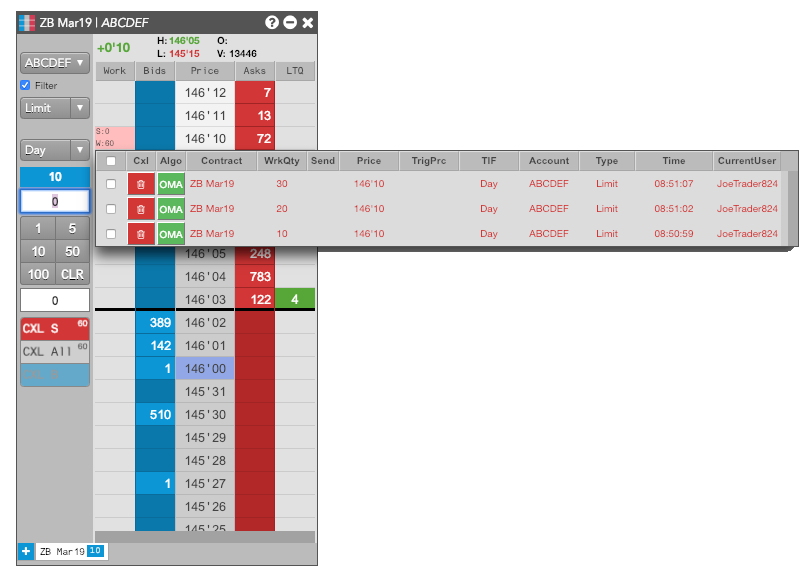 ZB Mar19 | ABCDEF
+0'10 H: 146'05 O:
L: 145'15 V: 13446
ABCDEF
Filter
Limit
Day
10
0
1 5
10 50
100 CLR
0
CXL S 60
CXL All 60
Work Bids Price Asks LTQ
146'12 7
146'11 13
S:0
W:60 146'10 72
Cxl Algo Contract WrkQty Send Price TrigPrc TIF Account Type Time CurrentUser
OMA ZB Mar19 30 146'10 Day ABCDEF Limit 08:51:07 JoeTrader824
OMA ZB Mar19 20 146'10 Day ABCDEF Limit 08:51:02 JoeTrader824
OMA ZB Mar19 10 146'10 Day ABCDEF Limit 08:50:59 JoeTrader824
146'05 248
146'04 783
146'03 122 4
389 146'02
142 146'01
1 146'00
145'31
510 145'30
145'29
145'28
1 145'27
145'26
145'25
+ ZB Mar19 10